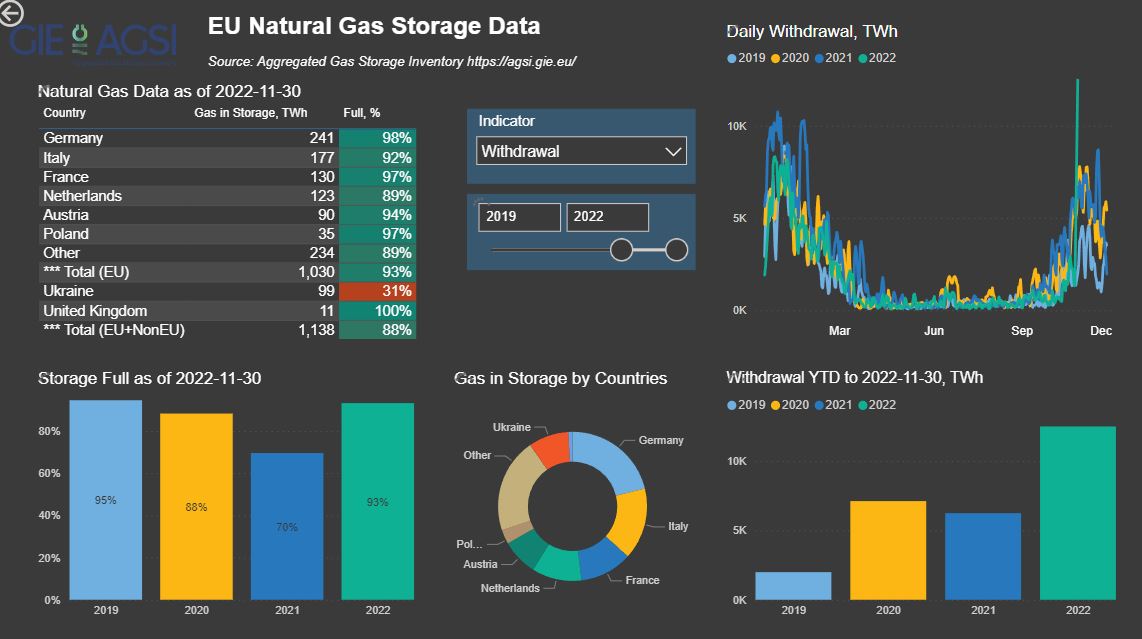 GIE AGSI
EU Natural Gas Storage Data
Source: Aggregated Gas Storage Inventory https://agsi.gie.eu/
Natural Gas Data as of 2022-11-30
Country Gas in Storage, TWh Full, %
Germany 241 98%
Italy 177 92%
France 130 97%
Netherlands 123 89%
Austria 90 94%
Poland 35 97%
Other 234 89%
*** Total (EU) 1,030 93%
Ukraine 99 31%
United Kingdom 11 100%
*** Total (EU+NonEU) 1,138 88%
Indicator
Withdrawal
2019 2022
Daily Withdrawal, TWh
2019 2020 2021 2022
10K
5K
0K
Mar Jun Sep Dec
Storage Full as of 2022-11-30
80%
60%
40%
20%
0%
95% 88% 70% 93%
2019 2020 2021 2022
Gas in Storage by Countries
Ukraine
Germany
Other
Italy
Pol...
Austria
France
Netherlands
Withdrawal YTD to 2022-11-30, TWh
2019 2020 2021 2022
10K
5K
0K
2019 2020 2021 2022